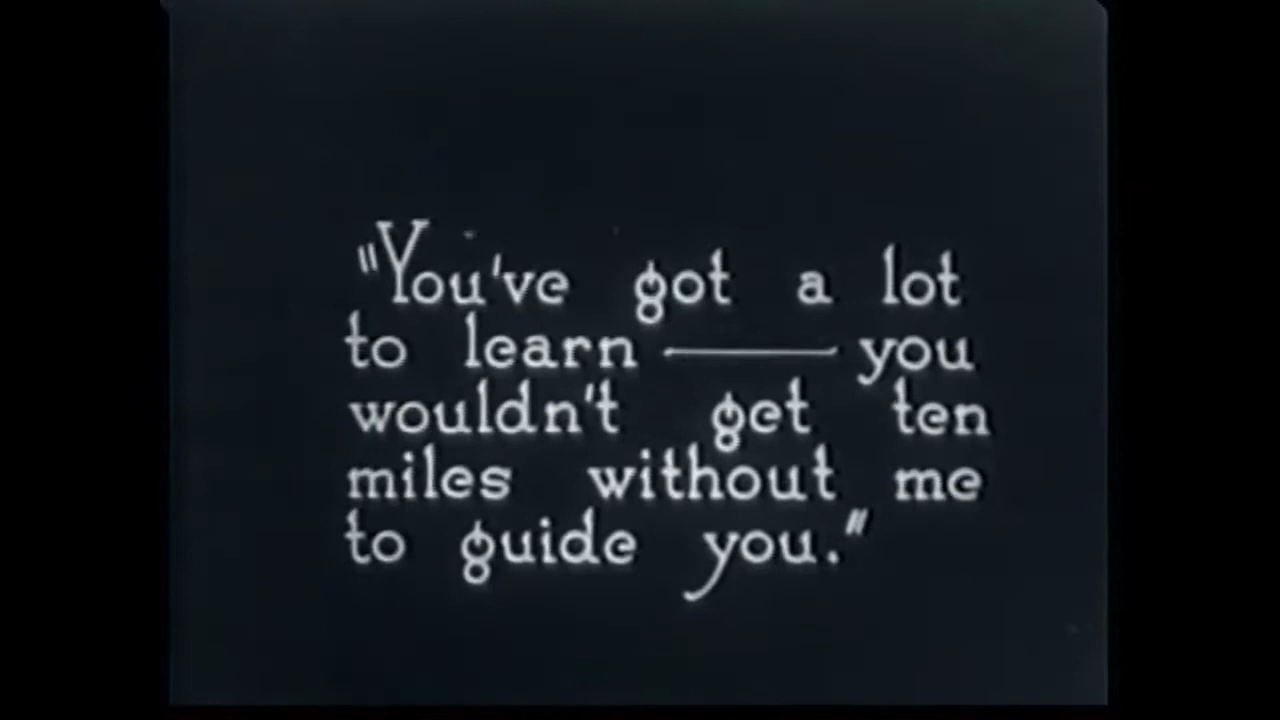 "You've got a lot
to learn —— you
wouldn't get ten
miles without me
to guide you."